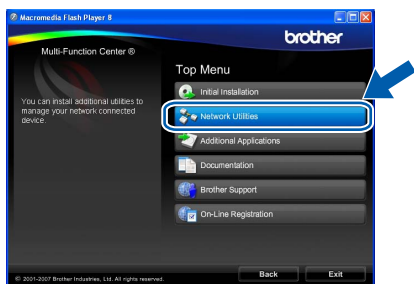 Macromedia Flash Player 8
brother
Multi-Function Center ®
Top Menu
Initial Installation
You can install additional utilities to
manage your network connected
device.
Network Utilities
Additional Applications
Documentation
Brother Support
On-Line Registration
© 2001-2007 Brother Industries, Ltd. All rights reserved.
Back
Exit